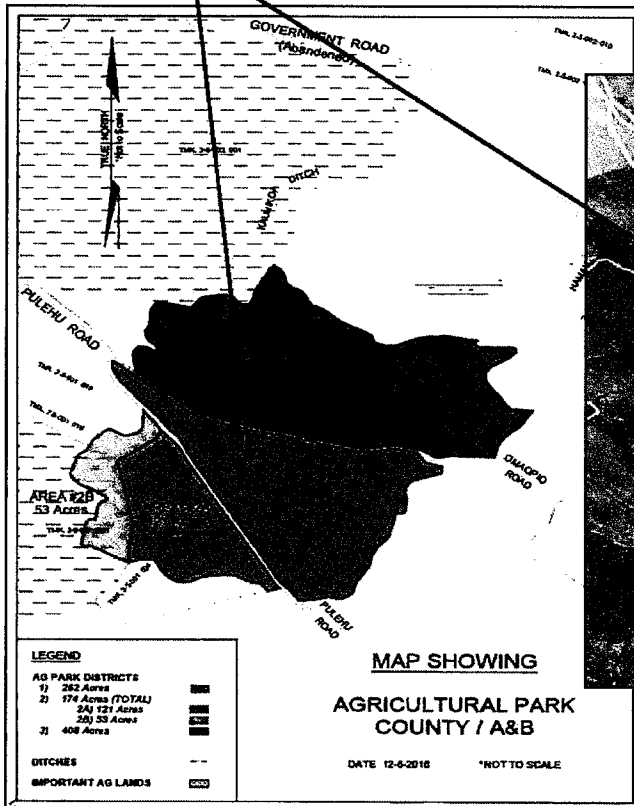 GOVERNMENT ROAD
(Abandoned)
TRUE NORTH
Not to Scale
DITCH
PULEHU ROAD
OMAOPIO
ROAD
AREA #2B
53 Acres
PULEHU
ROAD
LEGEND
AG PARK DISTRICTS
1) 262 Acres
2) 174 Acres (TOTAL)
2A) 121 Acres
2B) 53 Acres
3) 408 Acres
DITCHES
IMPORTANT AG LANDS
MAP SHOWING
AGRICULTURAL PARK
COUNTY / A&B
DATE 12-6-2016 *NOT TO SCALE